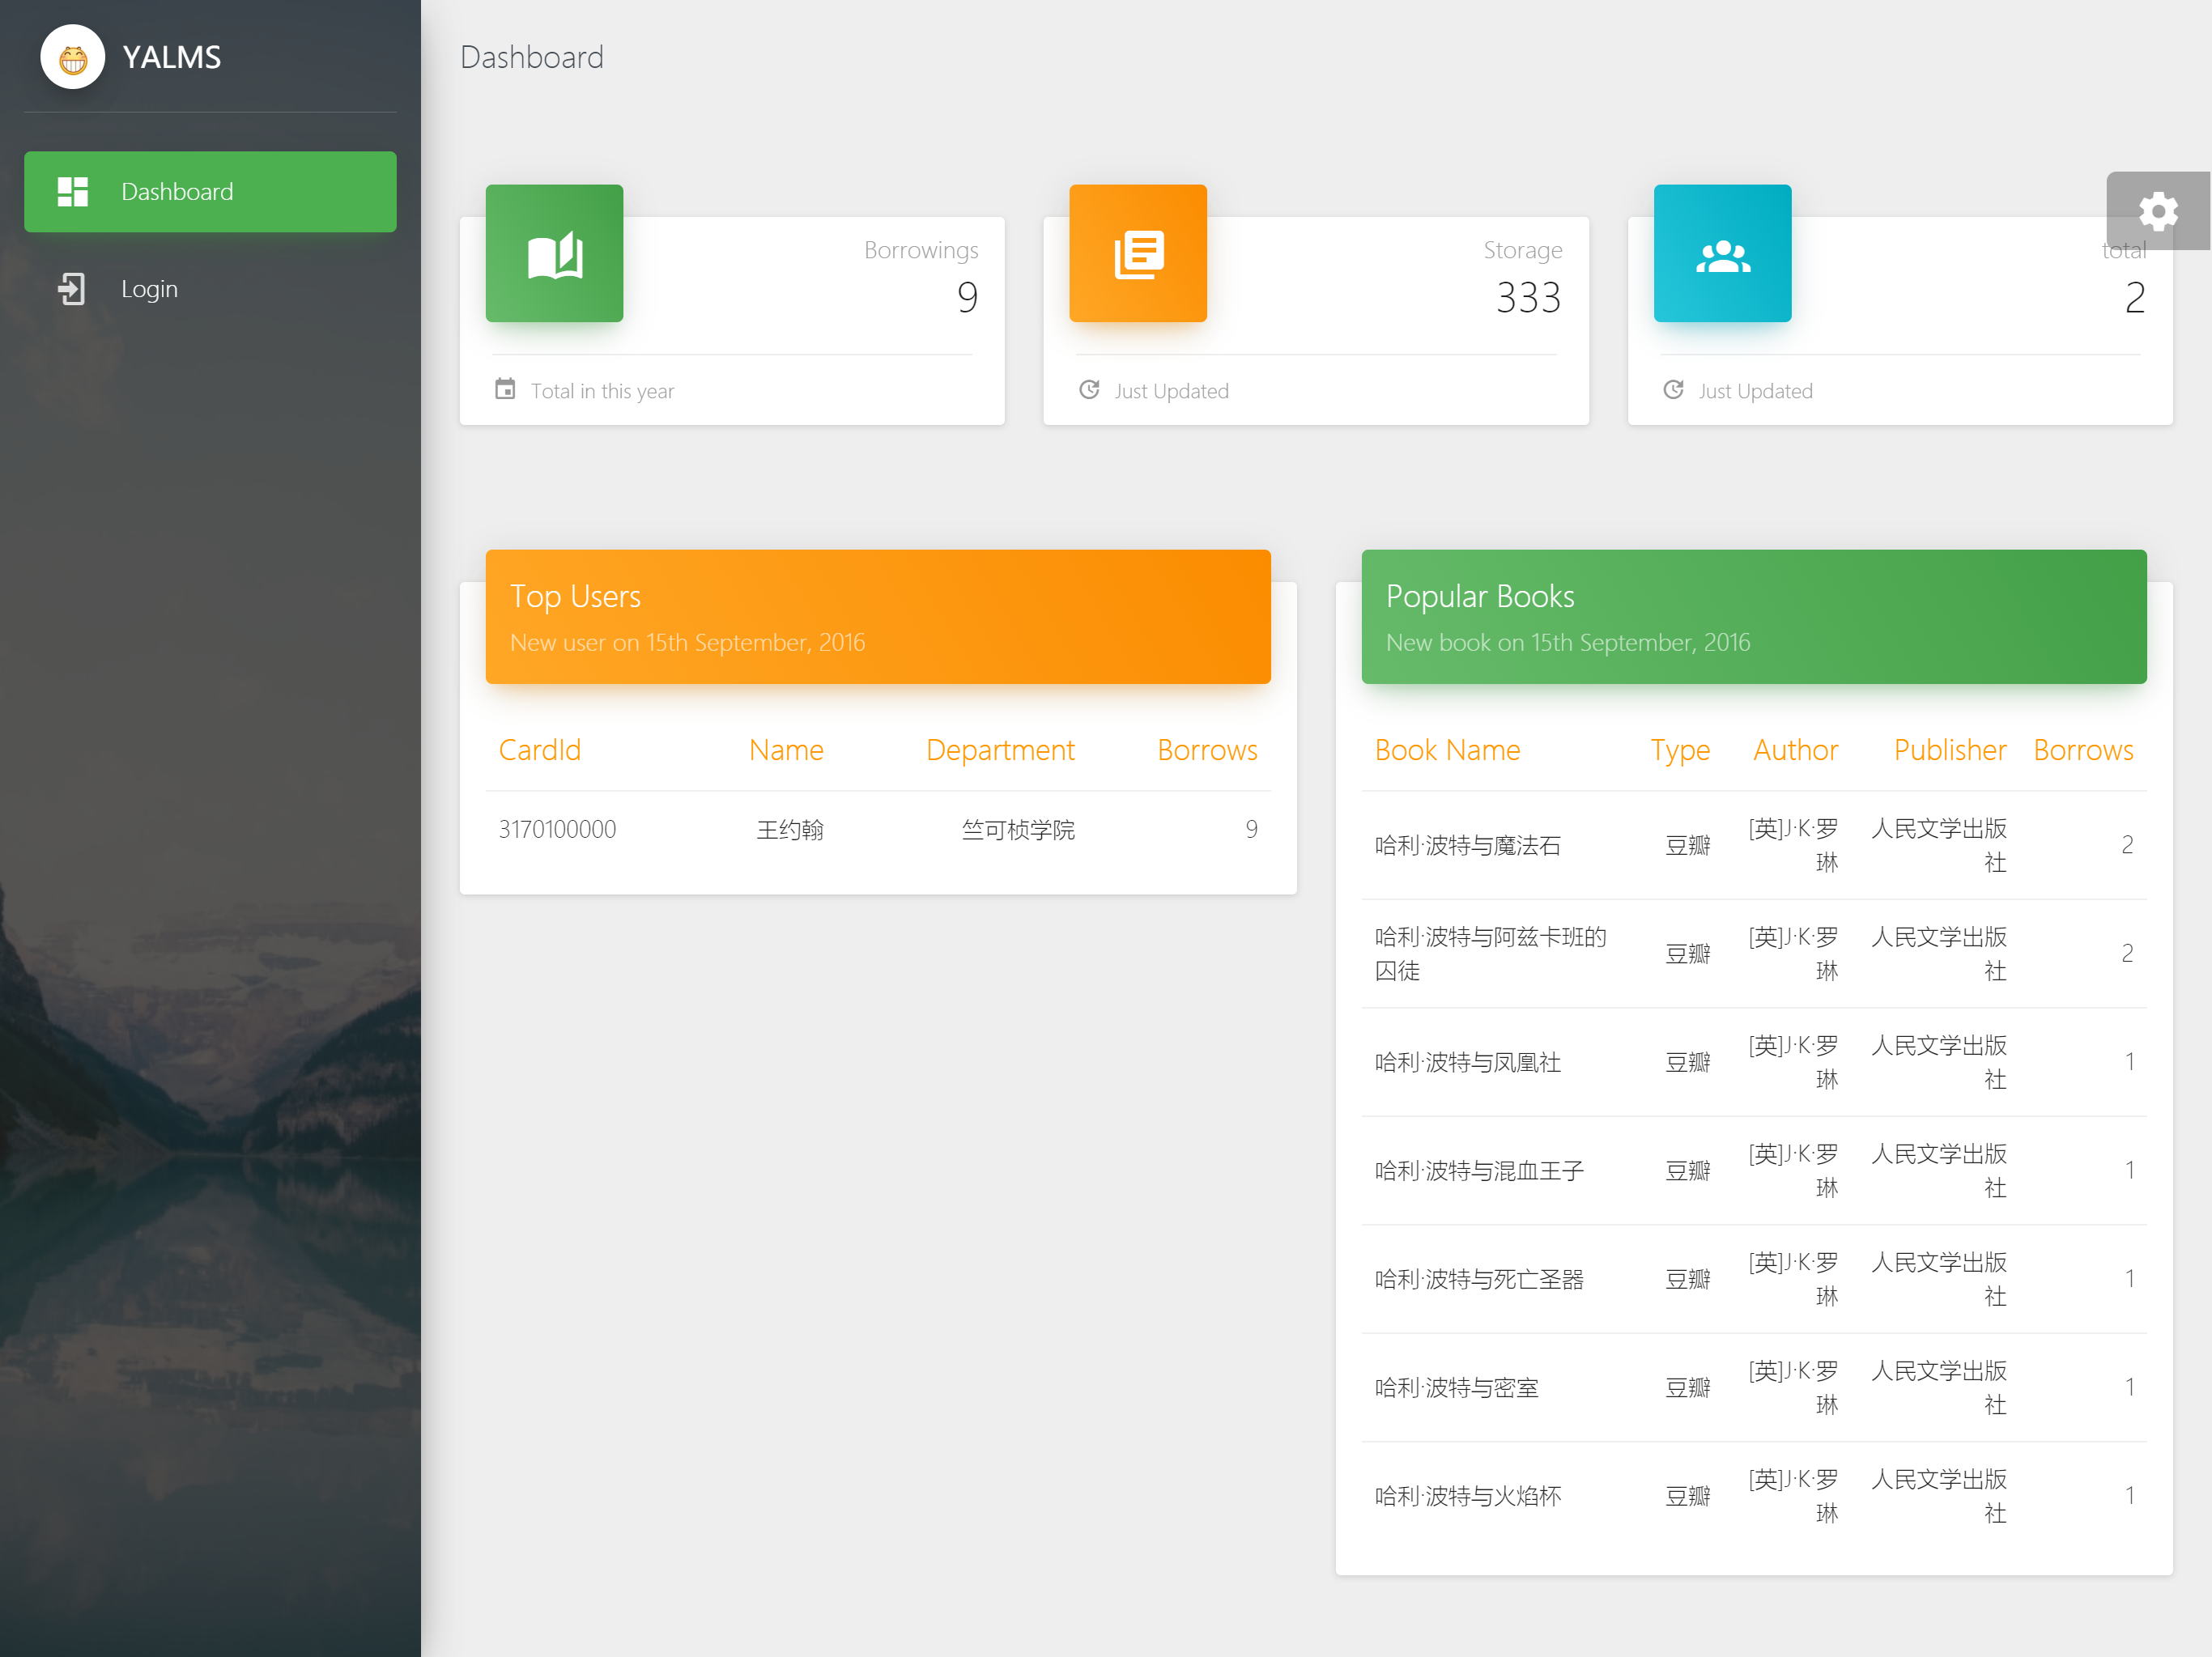 YALMS
Dashboard
Login
Dashboard
Borrowings
9
Total in this year
Storage
333
Just Updated
total
2
Just Updated
Top Users
New user on 15th September, 2016
CardId Name Department Borrows
3170100000 王约翰 竺可桢学院 9
Popular Books
New book on 15th September, 2016
Book Name Type Author Publisher Borrows
哈利·波特与魔法石 豆瓣 [英]J·K·罗琳 人民文学出版社 2
哈利·波特与阿兹卡班的囚徒 豆瓣 [英]J·K·罗琳 人民文学出版社 2
哈利·波特与凤凰社 豆瓣 [英]J·K·罗琳 人民文学出版社 1
哈利·波特与混血王子 豆瓣 [英]J·K·罗琳 人民文学出版社 1
哈利·波特与死亡圣器 豆瓣 [英]J·K·罗琳 人民文学出版社 1
哈利·波特与密室 豆瓣 [英]J·K·罗琳 人民文学出版社 1
哈利·波特与火焰杯 豆瓣 [英]J·K·罗琳 人民文学出版社 1